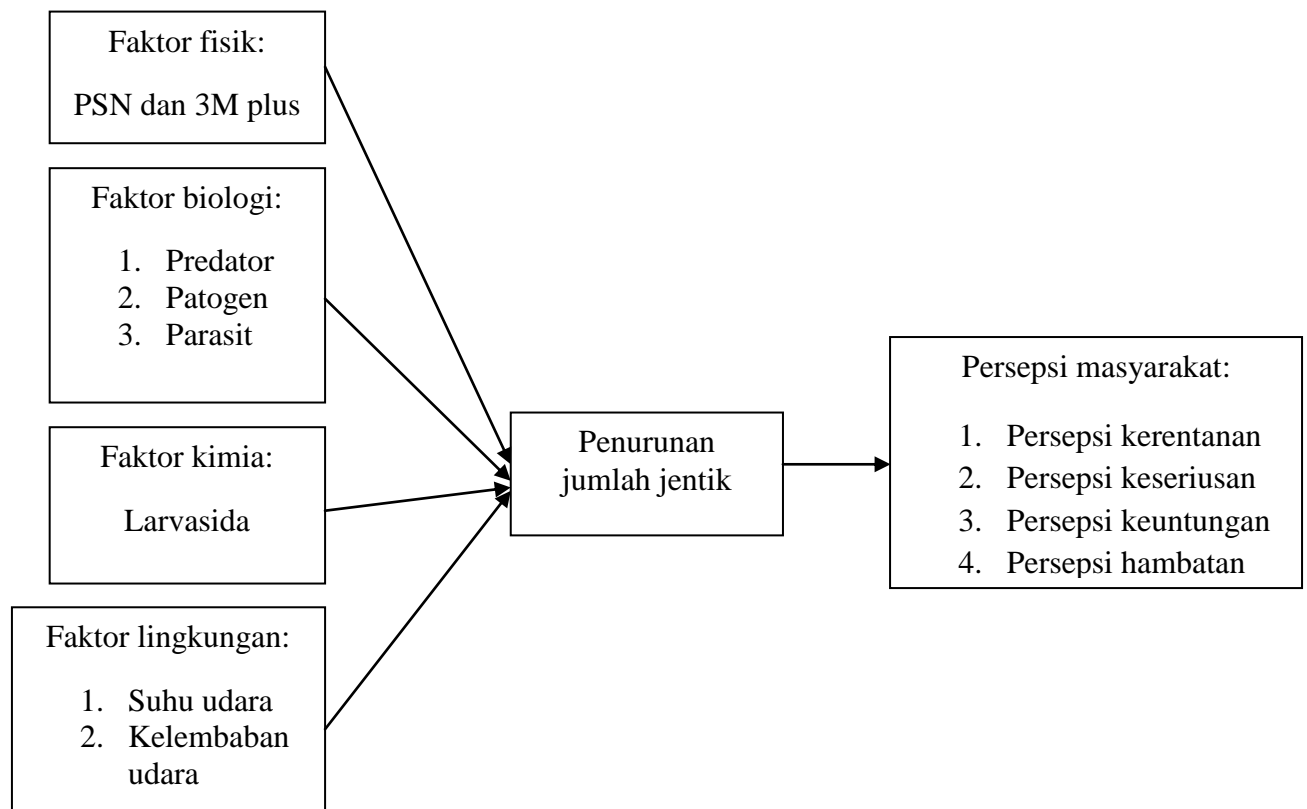 Faktor fisik:
PSN dan 3M plus
Faktor biologi:
1. Predator
2. Patogen
3. Parasit
Faktor kimia:
Larvasida
Faktor lingkungan:
1. Suhu udara
2. Kelembaban
udara
Penurunan
jumlah jentik
Persepsi masyarakat:
1. Persepsi kerentanan
2. Persepsi keseriusan
3. Persepsi keuntungan
4. Persepsi hambatan